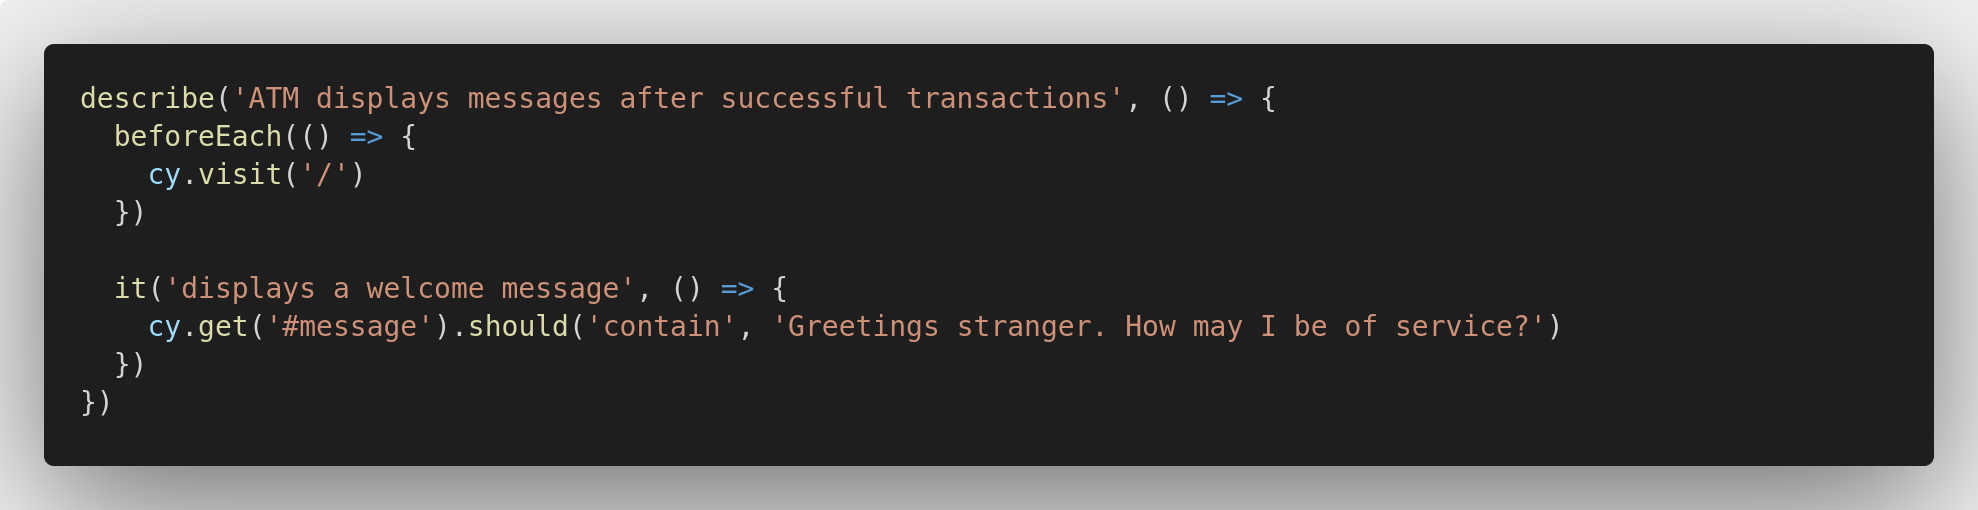 describe('ATM displays messages after successful transactions', () => {
  beforeEach(() => {
    cy.visit('/')
  })

  it('displays a welcome message', () => {
    cy.get('#message').should('contain', 'Greetings stranger. How may I be of service?')
  })
})